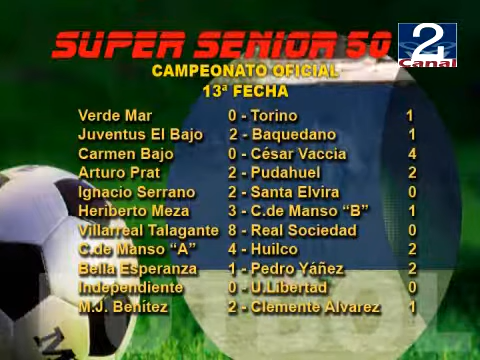 SUPER SENIOR 50
2
Canal
CAMPEONATO OFICIAL
13ª FECHA
Verde Mar 0 - Torino 1
Juventus El Bajo 2 - Baquedano 1
Carmen Bajo 0 - César Vaccia 4
Arturo Prat 2 - Pudahuel 2
Ignacio Serrano 2 - Santa Elvira 0
Heriberto Meza 3 - C.de Manso “B” 1
Villarreal Talagante 8 - Real Sociedad 0
C.de Manso “A” 4 - Huilco 2
Bella Esperanza 1 - Pedro Yáñez 2
Independiente 0 - U.Libertad 0
M.J. Benítez 2 - Clemente Álvarez 1